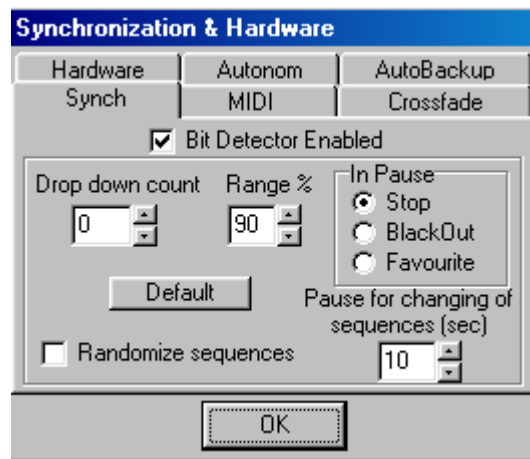 Synchronization & Hardware
Hardware Autonom AutoBackup
Synch MIDI Crossfade
Bit Detector Enabled
Drop down count Range % In Pause
0 90 Stop
BlackOut
Favourite
Default
Pause for changing of
sequences (sec)
Randomize sequences 10
OK